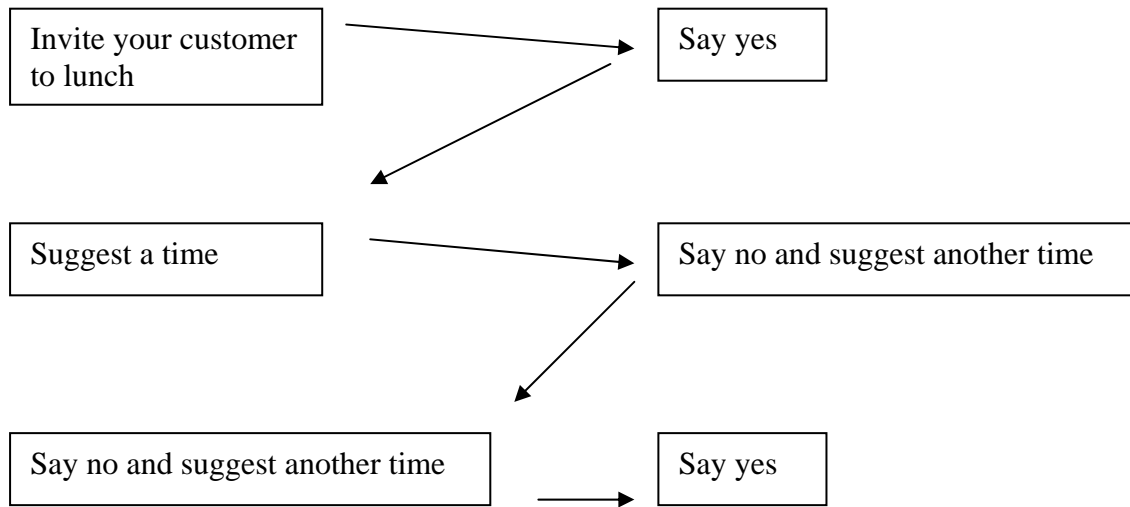 Invite your customer
to lunch
Say yes
Suggest a time
Say no and suggest another time
Say no and suggest another time
Say yes